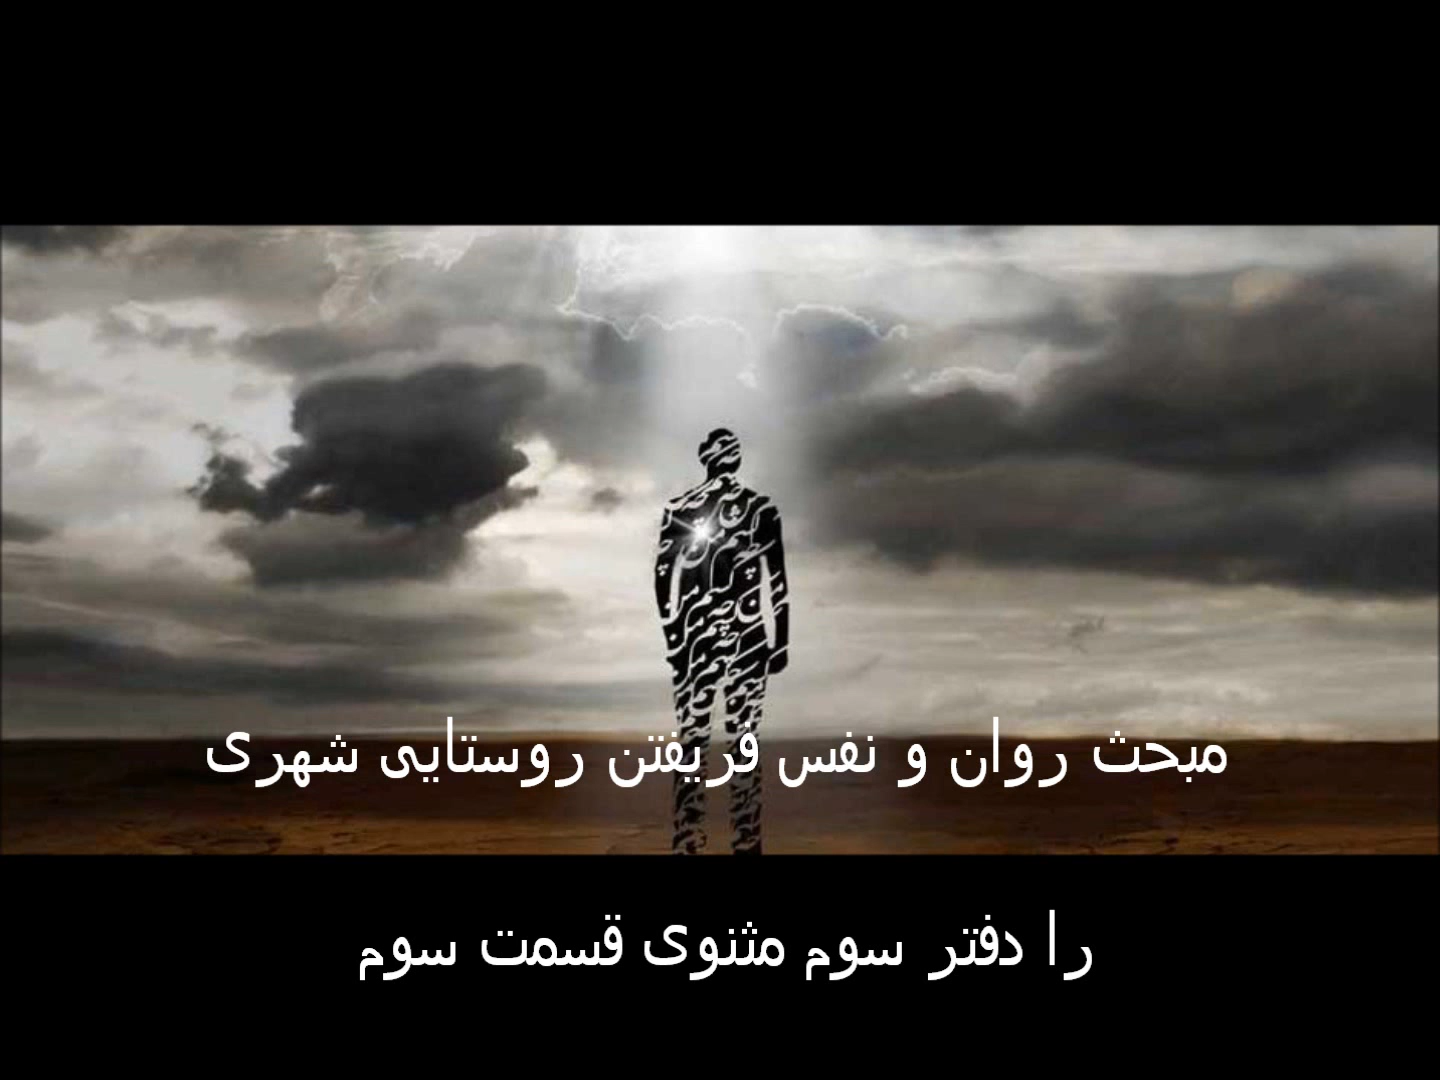 مبحث روان و نفس فریفتن روستایی شهری
را دفتر سوم مثنوی قسمت سوم